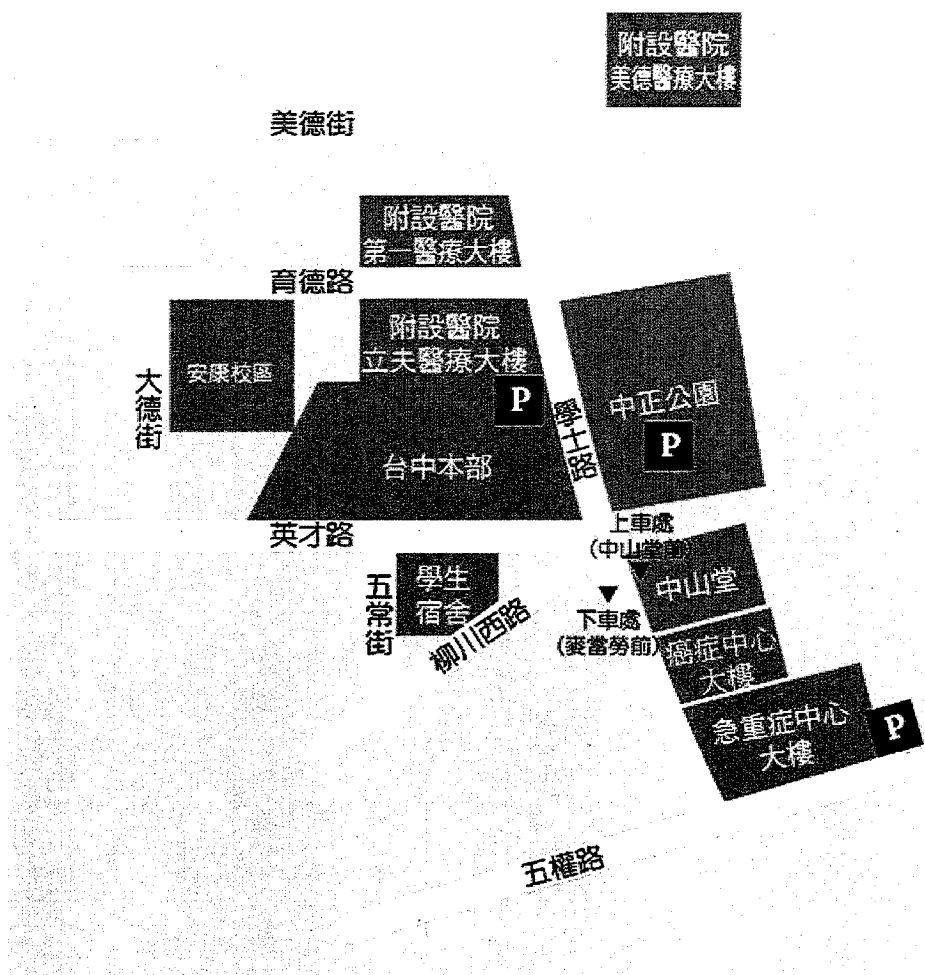 附設醫院
美德醫療大樓
美德街
附設醫院
第一醫療大樓
育德路
附設醫院
立夫醫療大樓
安康校區
大德街
P
中正公園
學士路
P
台中本部
英才路
上車處
(中山堂前)
學生
宿舍
五常街
中山堂
下車處
(麥當勞前)
柳川西路
癌症中心
大樓
急重症中心
大樓
P
五權路